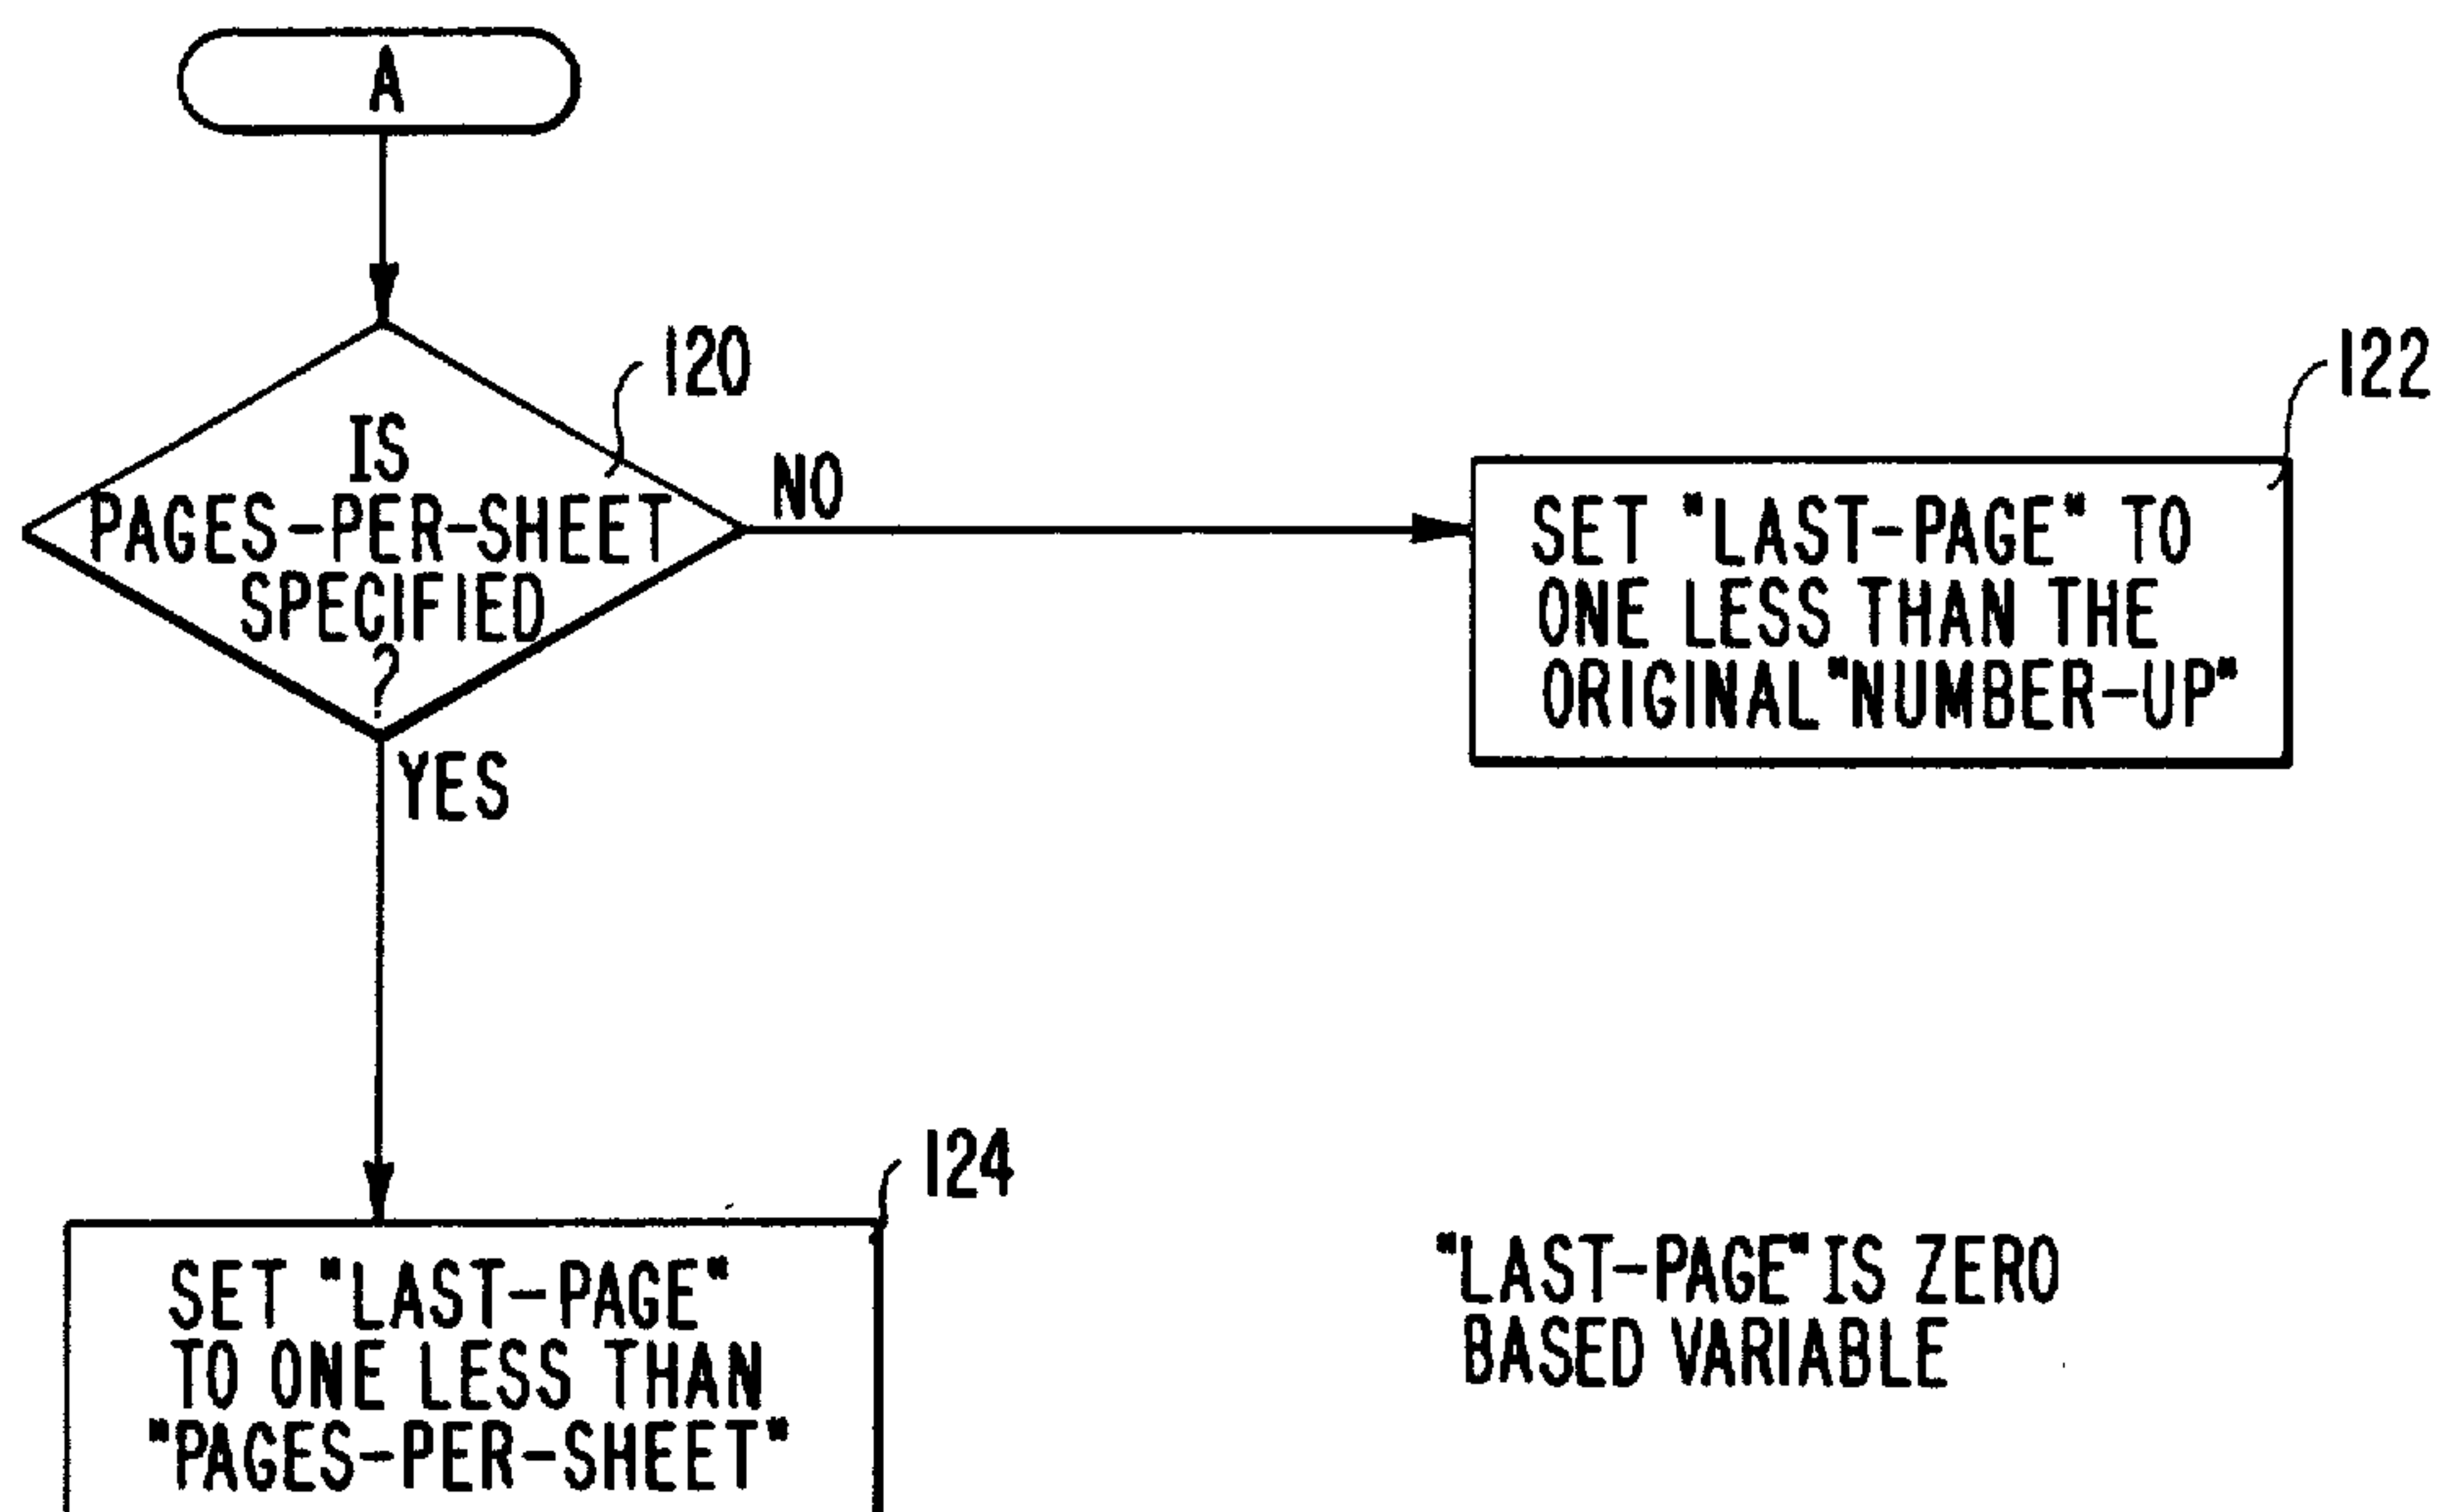 A
120
IS
PAGES-PER-SHEET
SPECIFIED
?
NO
YES
122
SET "LAST-PAGE" TO
ONE LESS THAN THE
ORIGINAL "NUMBER-UP"
124
SET "LAST-PAGE"
TO ONE LESS THAN
"PAGES-PER-SHEET"
"LAST-PAGE" IS ZERO
BASED VARIABLE